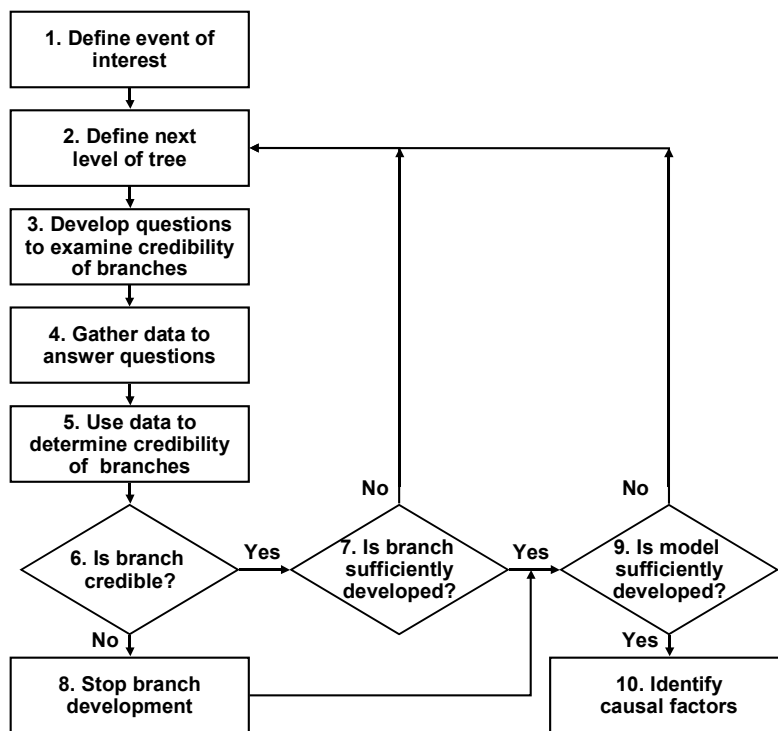 1. Define event of
interest
2. Define next
level of tree
3. Develop questions
to examine credibility
of branches
4. Gather data to
answer questions
5. Use data to
determine credibility
of branches
6. Is branch
credible?
Yes
No
7. Is branch
sufficiently
developed?
No
Yes
8. Stop branch
development
9. Is model
sufficiently
developed?
No
Yes
10. Identify
causal factors